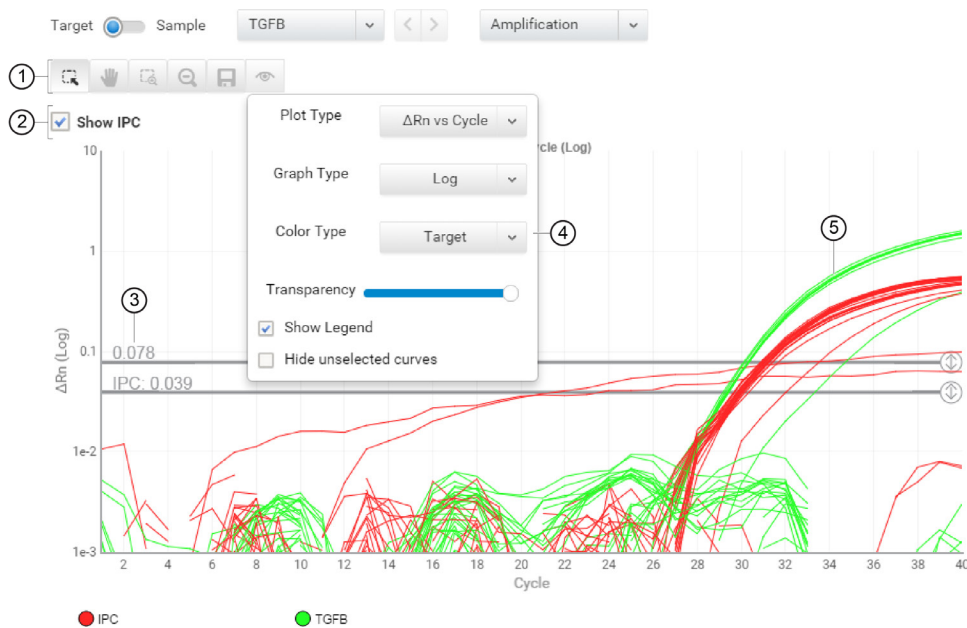 Target Sample TGFB < > Amplification
1
2 Show IPC
Plot Type ΔRn vs Cycle
cle (Log)
Graph Type Log
Color Type Target 4
5
Transparency
Show Legend
Hide unselected curves
3
0.078
IPC: 0.039
10
1
0.1
1e-2
1e-3
ΔRn (Log)
2 4 6 8 10 12 14 16 18 20 22 24 26 28 30 32 34 36 38 40
Cycle
IPC TGFB